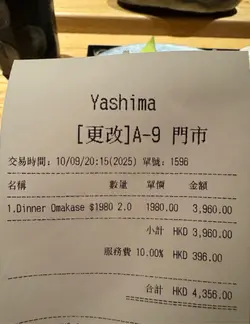 Yashima
[更改]A-9 門市
交易時間: 10/09/20:15(2025) 單號: 1596
名稱 數量 單價 金額
1.Dinner Omakase $1980 2.0 1980.00 3,960.00
小計 HKD 3,960.00
服務費 10.00% HKD 396.00
合計 HKD 4,356.00